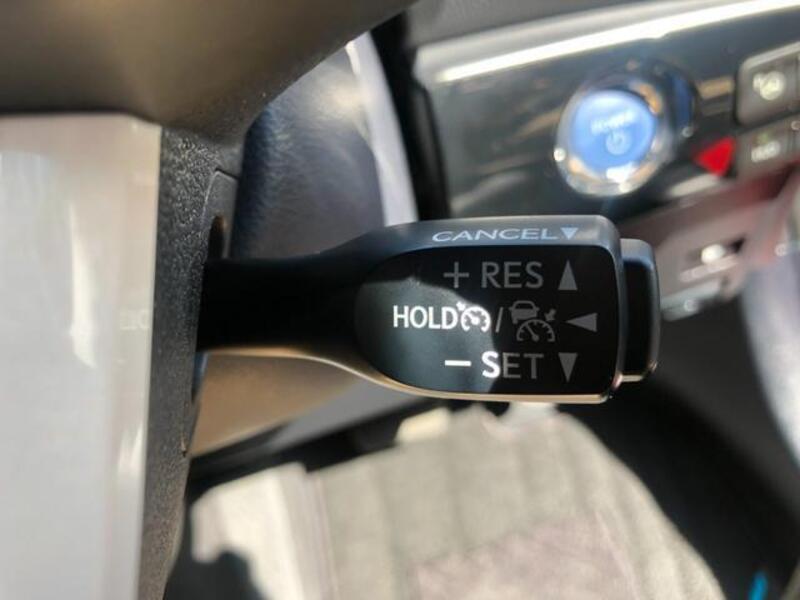 CANCEL▼
+ RES ▲
HOLD / ◀
− SET ▼